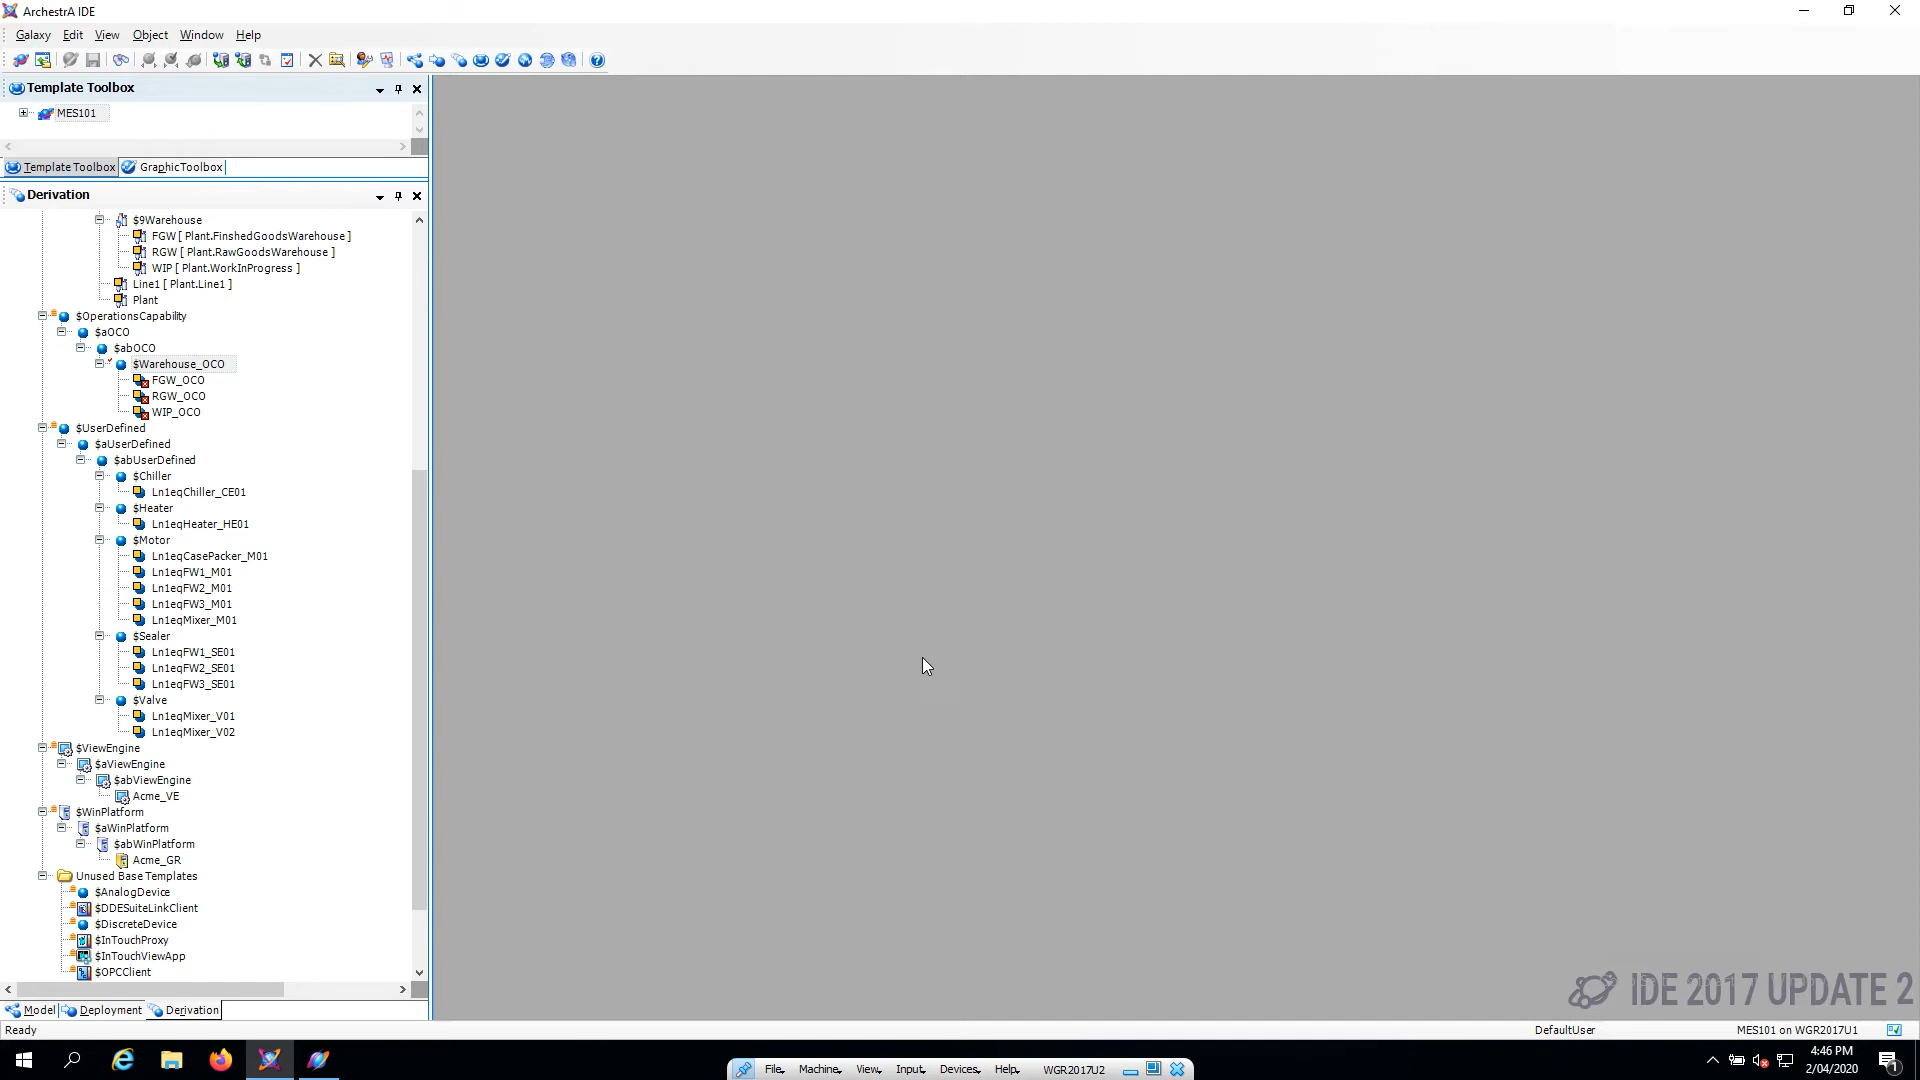 ArchestrA IDE
Galaxy Edit View Object Window Help
Template Toolbox
MES101
Template Toolbox GraphicToolbox
Derivation
$9Warehouse
FGW [ Plant.FinshedGoodsWarehouse ]
RGW [ Plant.RawGoodsWarehouse ]
WIP [ Plant.WorkInProgress ]
Line1 [ Plant.Line1 ]
Plant
$OperationsCapability
$aOCO
$abOCO
$Warehouse_OCO
FGW_OCO
RGW_OCO
WIP_OCO
$UserDefined
$aUserDefined
$abUserDefined
$Chiller
Ln1eqChiller_CE01
$Heater
Ln1eqHeater_HE01
$Motor
Ln1eqCasePacker_M01
Ln1eqFW1_M01
Ln1eqFW2_M01
Ln1eqFW3_M01
Ln1eqMixer_M01
$Sealer
Ln1eqFW1_SE01
Ln1eqFW2_SE01
Ln1eqFW3_SE01
$Valve
Ln1eqMixer_V01
Ln1eqMixer_V02
$ViewEngine
$aViewEngine
$abViewEngine
Acme_VE
$WinPlatform
$aWinPlatform
$abWinPlatform
Acme_GR
Unused Base Templates
$AnalogDevice
$DDESuiteLinkClient
$DiscreteDevice
$InTouchProxy
$InTouchViewApp
$OPCClient
IDE 2017 UPDATE 2
Model Deployment Derivation
Ready DefaultUser MES101 on WGR2017U1
File Machine View Input Devices Help WGR2017U2
4:46 PM
2/04/2020
1